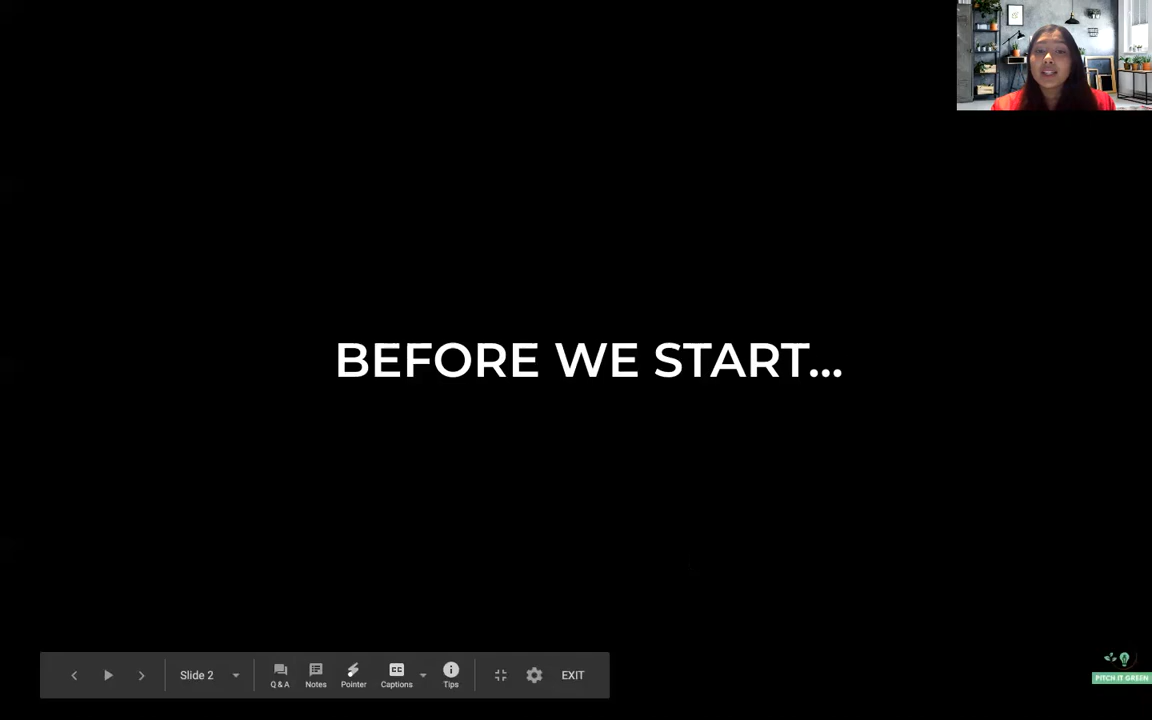 BEFORE WE START...
Slide 2
Q & A
Notes
Pointer
Captions
Tips
EXIT
PITCH IT GREEN